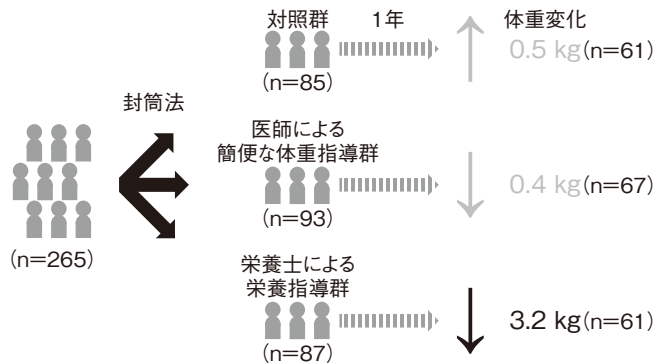 対照群 1年 体重変化
0.5 kg(n=61)
(n=85)
封筒法
医師による
簡便な体重指導群
0.4 kg(n=67)
(n=93)
(n=265)
栄養士による
栄養指導群
3.2 kg(n=61)
(n=87)